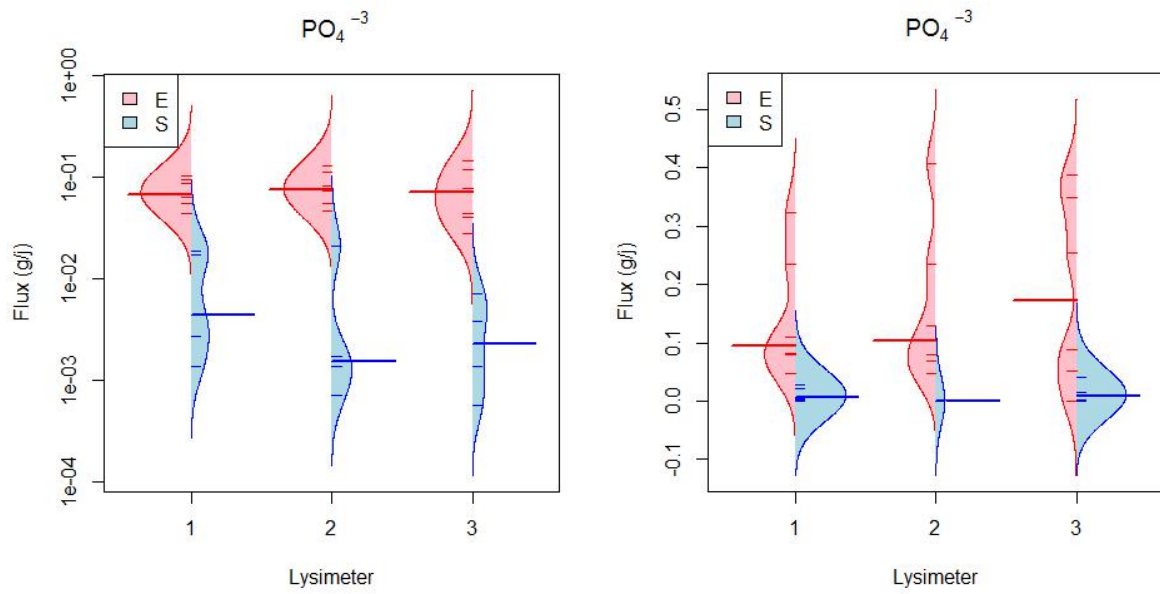 PO₄ ⁻³
Flux (g/j)
1e+00
1e-01
1e-02
1e-03
1e-04
E
S
1
2
3
Lysimeter
PO₄ ⁻³
Flux (g/j)
0.5
0.4
0.3
0.2
0.1
0.0
-0.1
E
S
1
2
3
Lysimeter